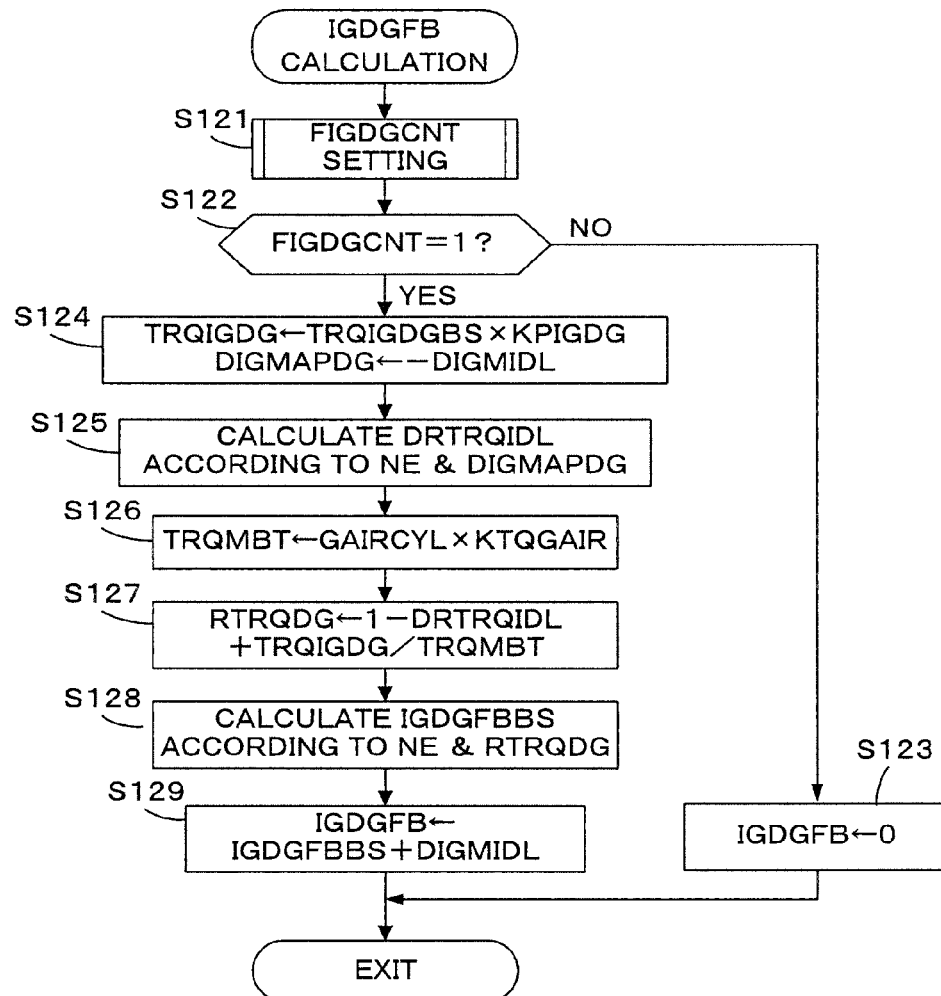 IGDGFB
CALCULATION
S121
FIGDGCNT
SETTING
S122
FIGDGCNT=1?
NO
YES
S124
TRQIGDG←TRQIGDGBS×KPIGDG
DIGMAPDG←−DIGMIDL
S125
CALCULATE DRTRQIDL
ACCORDING TO NE & DIGMAPDG
S126
TRQMBT←GAIRCYL×KTQGAIR
S127
RTRQDG←1−DRTRQIDL
+TRQIGDG/TRQMBT
S128
CALCULATE IGDGFBBS
ACCORDING TO NE & RTRQDG
S129
IGDGFB←
IGDGFBBS+DIGMIDL
S123
IGDGFB←0
EXIT